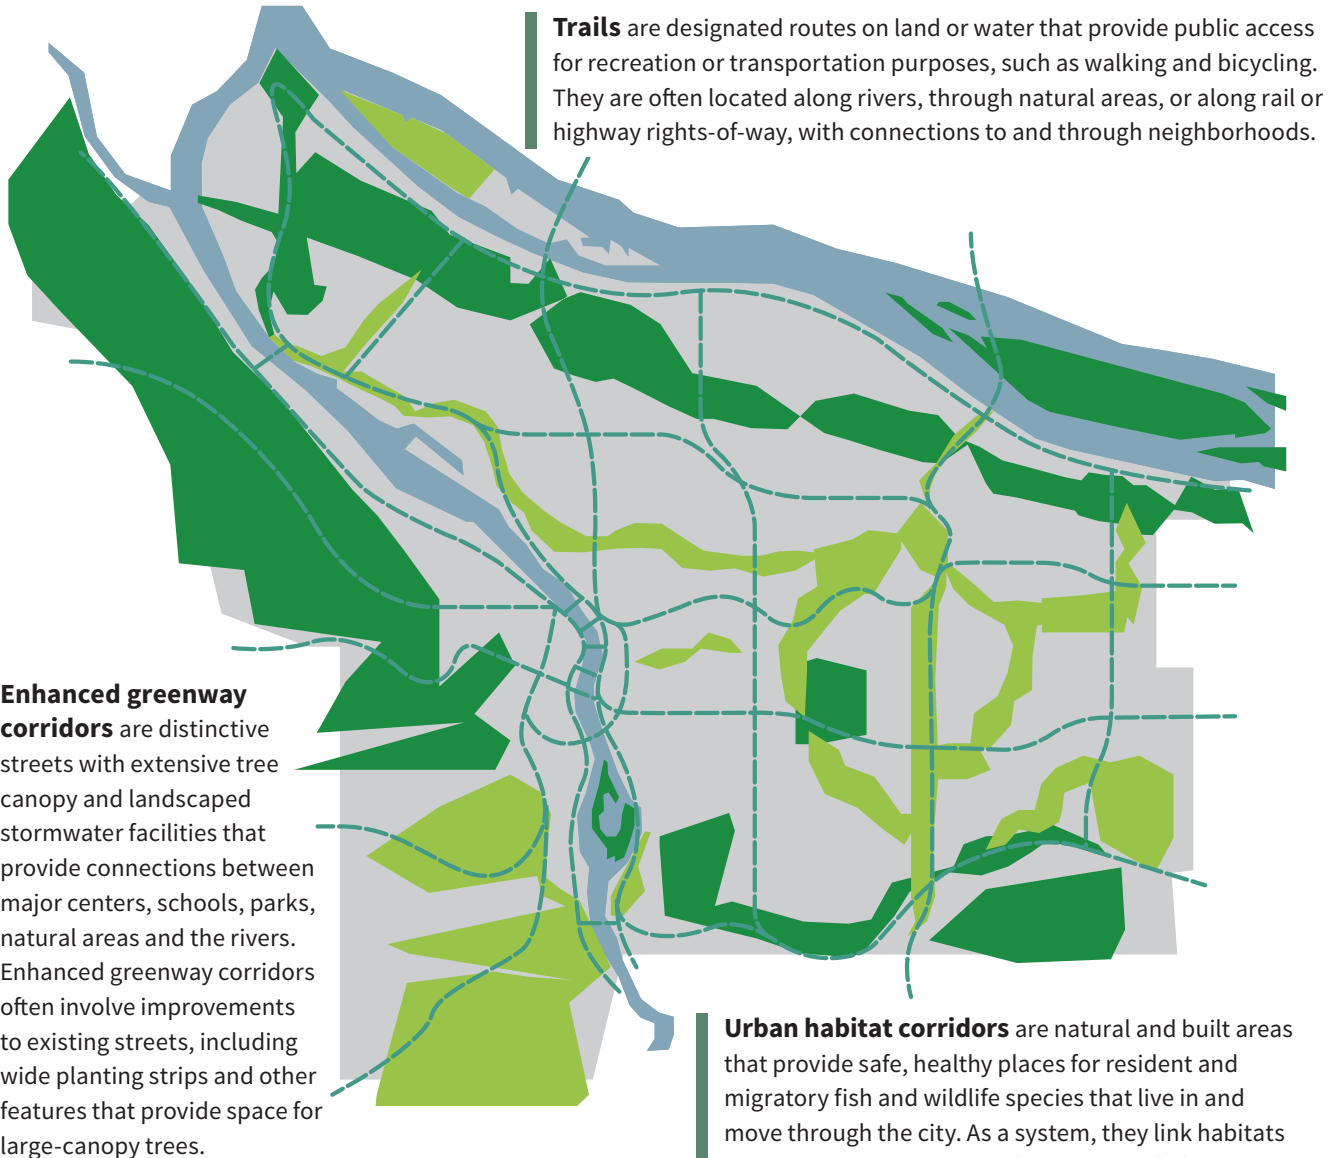 Trails are designated routes on land or water that provide public access
for recreation or transportation purposes, such as walking and bicycling.
They are often located along rivers, through natural areas, or along rail or
highway rights-of-way, with connections to and through neighborhoods.
Enhanced greenway
corridors are distinctive
streets with extensive tree
canopy and landscaped
stormwater facilities that
provide connections between
major centers, schools, parks,
natural areas and the rivers.
Enhanced greenway corridors
often involve improvements
to existing streets, including
wide planting strips and other
features that provide space for
large-canopy trees.
Urban habitat corridors are natural and built areas
that provide safe, healthy places for resident and
migratory fish and wildlife species that live in and
move through the city. As a system, they link habitats